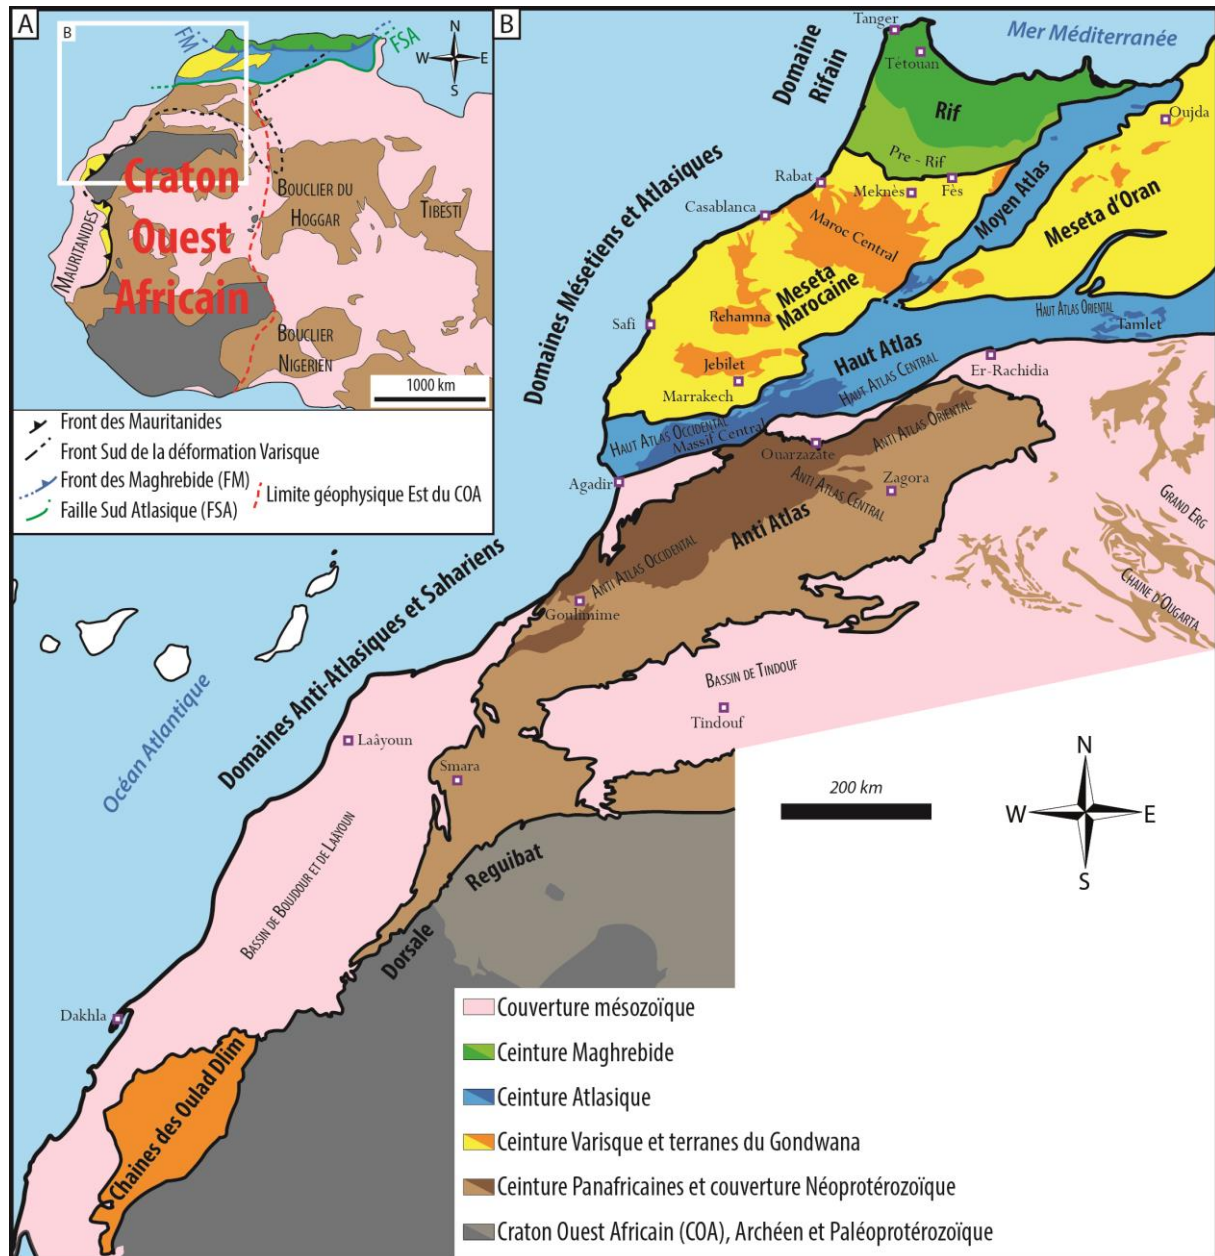 A
B
FM
FSA
N
W
E
S
Craton
Ouest
Africain
Mauritanides
Bouclier du
Hoggar
Tibesti
Bouclier
Nigerien
1000 km
Front des Mauritanides
Front Sud de la déformation Varisque
Front des Maghrebide (FM)
Faille Sud Atlasique (FSA)
Limite géophysique Est du COA
B
Mer Méditerranée
Domaine
Rifain
Tanger
Tétouan
Rif
Pre - Rif
Oujda
Rabat
Meknès
Fès
Casablanca
Moyen Atlas
Meseta d'Oran
Maroc Central
Meseta
Marocaine
Domaines Mésetiens et Atlasiques
Safi
Rehamna
Jebilet
Marrakech
Haut Atlas
Haut Atlas Oriental
Tamlet
Haut Atlas Central
Er-Rachidia
Haut Atlas Occidental
Massif Central
Agadir
Ouarzazate
Anti Atlas Oriental
Anti Atlas Central
Zagora
Anti Atlas
Anti Atlas Occidental
Goulimime
Grand Erg
Chaine d'Ougarta
Domaines Anti-Atlasiques et Sahariens
Océan Atlantique
Bassin de Tindouf
Tindouf
Laâyoun
Smara
Bassin de Boujdour et de Laâyoun
Reguibat
Dorsale
Dakhla
Chaines des Oulad Dlim
200 km
N
W
E
S
Couverture mésozoïque
Ceinture Maghrebide
Ceinture Atlasique
Ceinture Varisque et terranes du Gondwana
Ceinture Panafricaines et couverture Néoprotérozoïque
Craton Ouest Africain (COA), Archéen et Paléoprotérozoïque